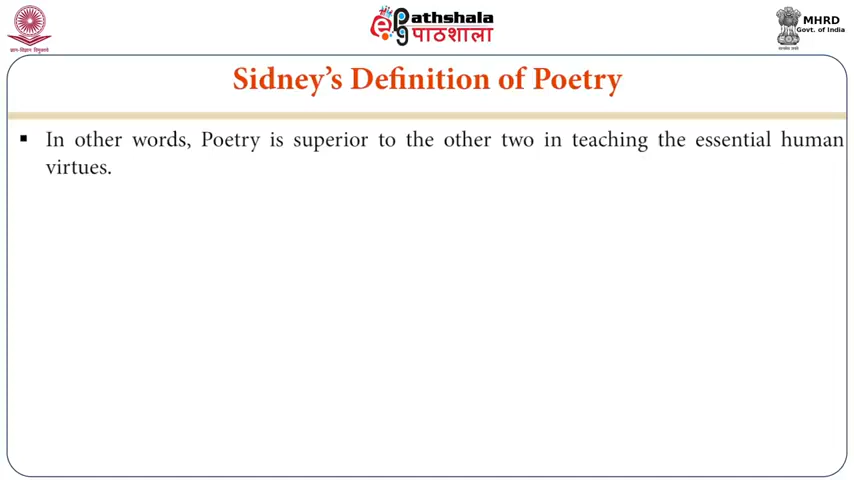 ePathshala
पाठशाला
MHRD
Govt. of India
Sidney's Definition of Poetry
▪ In other words, Poetry is superior to the other two in teaching the essential human
virtues.